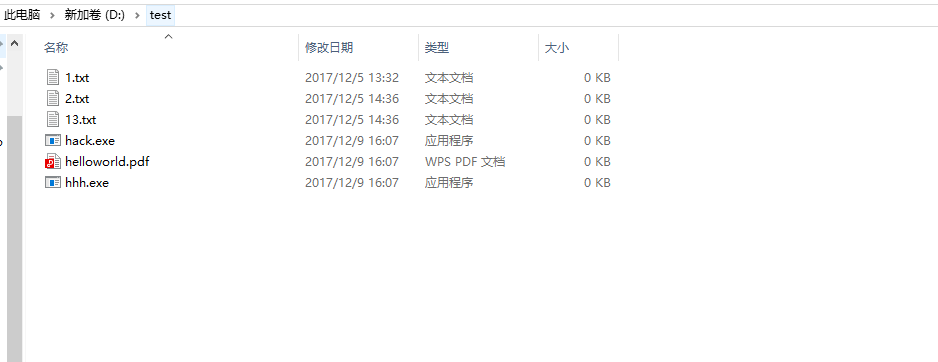 此电脑 > 新加卷 (D:) > test
名称 修改日期 类型 大小
1.txt 2017/12/5 13:32 文本文档 0 KB
2.txt 2017/12/5 14:36 文本文档 0 KB
13.txt 2017/12/5 14:36 文本文档 0 KB
hack.exe 2017/12/9 16:07 应用程序 0 KB
helloworld.pdf 2017/12/9 16:07 WPS PDF 文档 0 KB
hhh.exe 2017/12/9 16:07 应用程序 0 KB